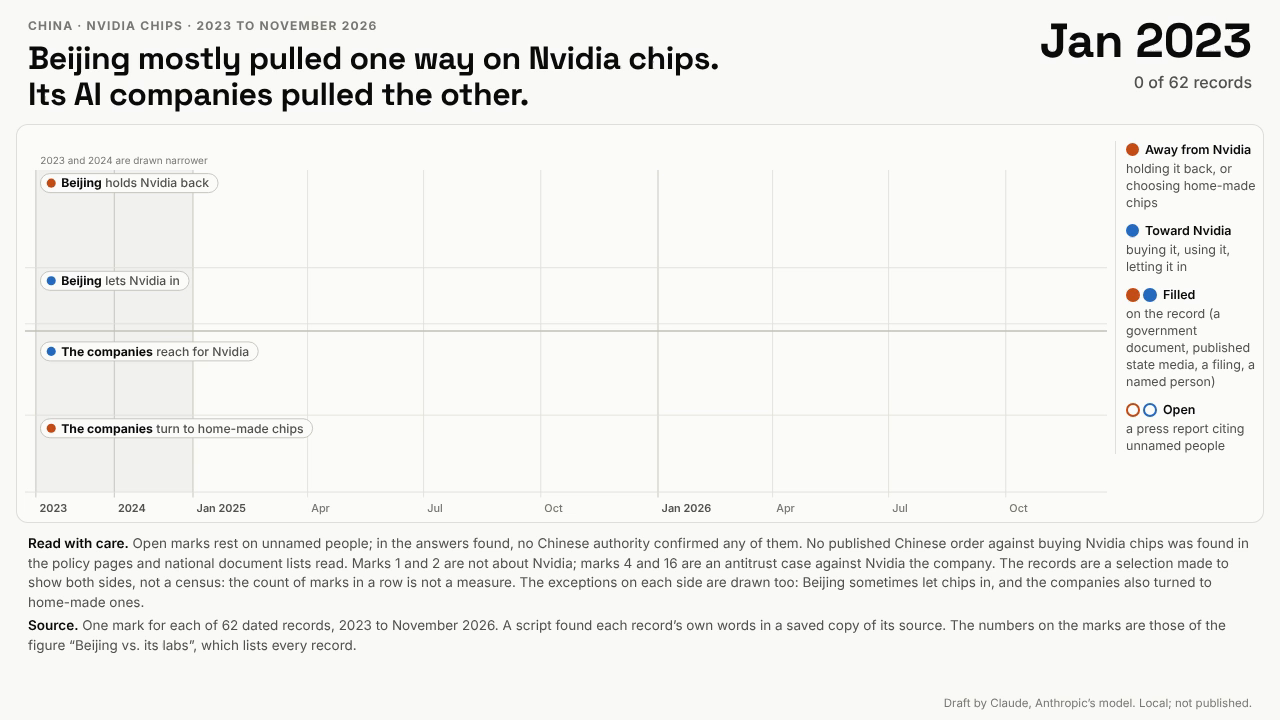 CHINA · NVIDIA CHIPS · 2023 TO NOVEMBER 2026
Beijing mostly pulled one way on Nvidia chips.
Its AI companies pulled the other.
Jan 2023
0 of 62 records
2023 and 2024 are drawn narrower
Beijing holds Nvidia back
Beijing lets Nvidia in
The companies reach for Nvidia
The companies turn to home-made chips
2023
2024
Jan 2025
Apr
Jul
Oct
Jan 2026
Apr
Jul
Oct
Away from Nvidia
holding it back, or
choosing home-made
chips
Toward Nvidia
buying it, using it,
letting it in
Filled
on the record (a
government
document, published
state media, a filing, a
named person)
Open
a press report citing
unnamed people
Read with care. Open marks rest on unnamed people; in the answers found, no Chinese authority confirmed any of them. No published Chinese order against buying Nvidia chips was found in
the policy pages and national document lists read. Marks 1 and 2 are not about Nvidia; marks 4 and 16 are an antitrust case against Nvidia the company. The records are a selection made to
show both sides, not a census: the count of marks in a row is not a measure. The exceptions on each side are drawn too: Beijing sometimes let chips in, and the companies also turned to
home-made ones.
Source. One mark for each of 62 dated records, 2023 to November 2026. A script found each record’s own words in a saved copy of its source. The numbers on the marks are those of the
figure “Beijing vs. its labs”, which lists every record.
Draft by Claude, Anthropic’s model. Local; not published.